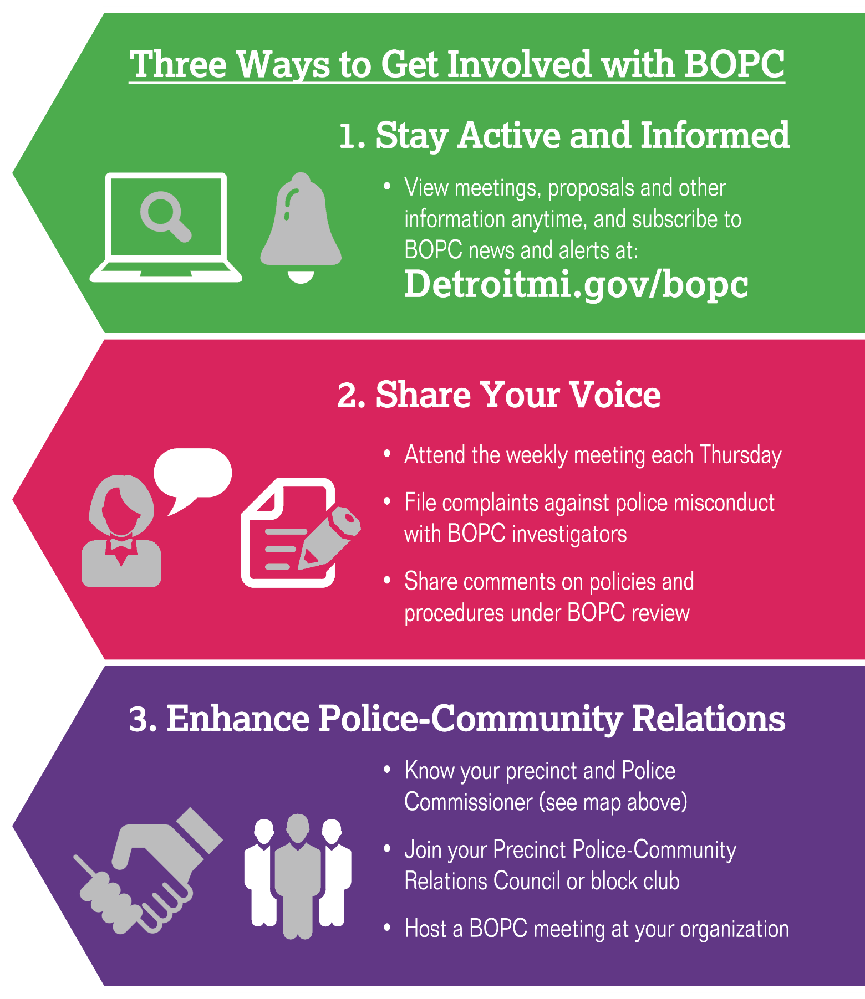 Three Ways to Get Involved with BOPC
1. Stay Active and Informed
• View meetings, proposals and other
information anytime, and subscribe to
BOPC news and alerts at:
Detroitmi.gov/bopc
2. Share Your Voice
• Attend the weekly meeting each Thursday
• File complaints against police misconduct
with BOPC investigators
• Share comments on policies and
procedures under BOPC review
3. Enhance Police-Community Relations
• Know your precinct and Police
Commissioner (see map above)
• Join your Precinct Police-Community
Relations Council or block club
• Host a BOPC meeting at your organization